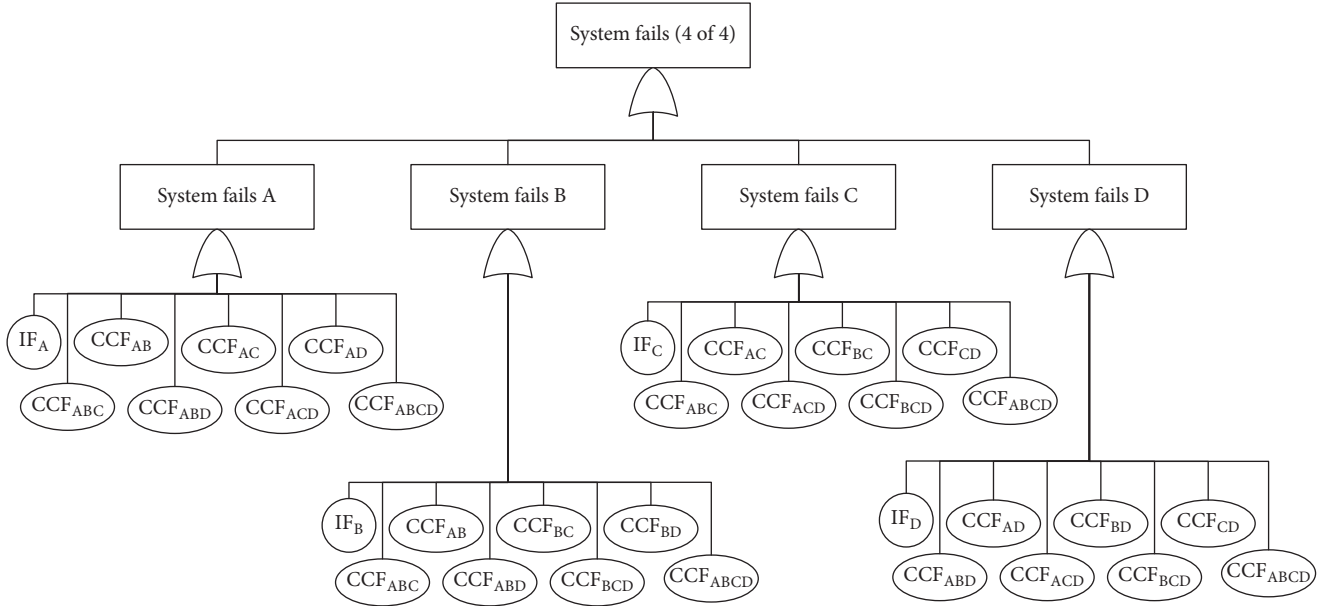 System fails (4 of 4)
System fails A
System fails B
System fails C
System fails D
IF_A
CCF_AB
CCF_AC
CCF_AD
CCF_ABC
CCF_ABD
CCF_ACD
CCF_ABCD
IF_B
CCF_AB
CCF_BC
CCF_BD
CCF_ABC
CCF_ABD
CCF_BCD
CCF_ABCD
IF_C
CCF_AC
CCF_BC
CCF_CD
CCF_ABC
CCF_ACD
CCF_BCD
CCF_ABCD
IF_D
CCF_AD
CCF_BD
CCF_CD
CCF_ABD
CCF_ACD
CCF_BCD
CCF_ABCD